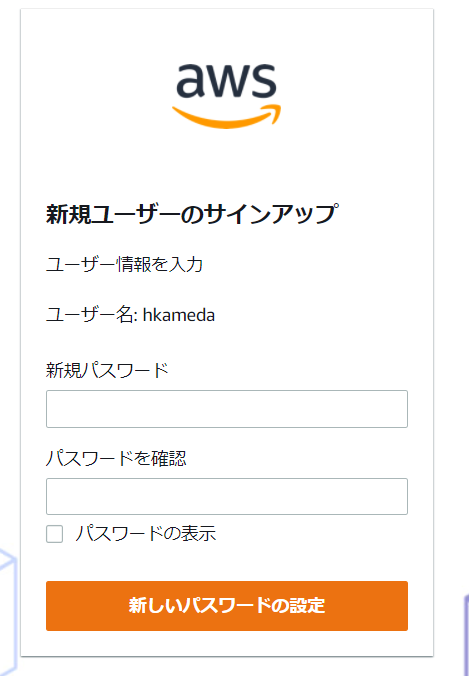 aws
新規ユーザーのサインアップ
ユーザー情報を入力
ユーザー名: hkameda
新規パスワード
パスワードを確認
パスワードの表示
新しいパスワードの設定